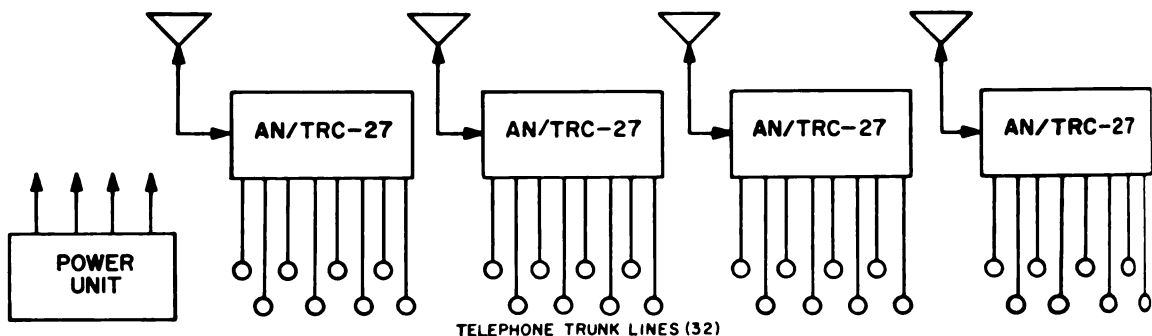 AN/TRC-27 AN/TRC-27 AN/TRC-27 AN/TRC-27
POWER
UNIT
TELEPHONE TRUNK LINES (32)